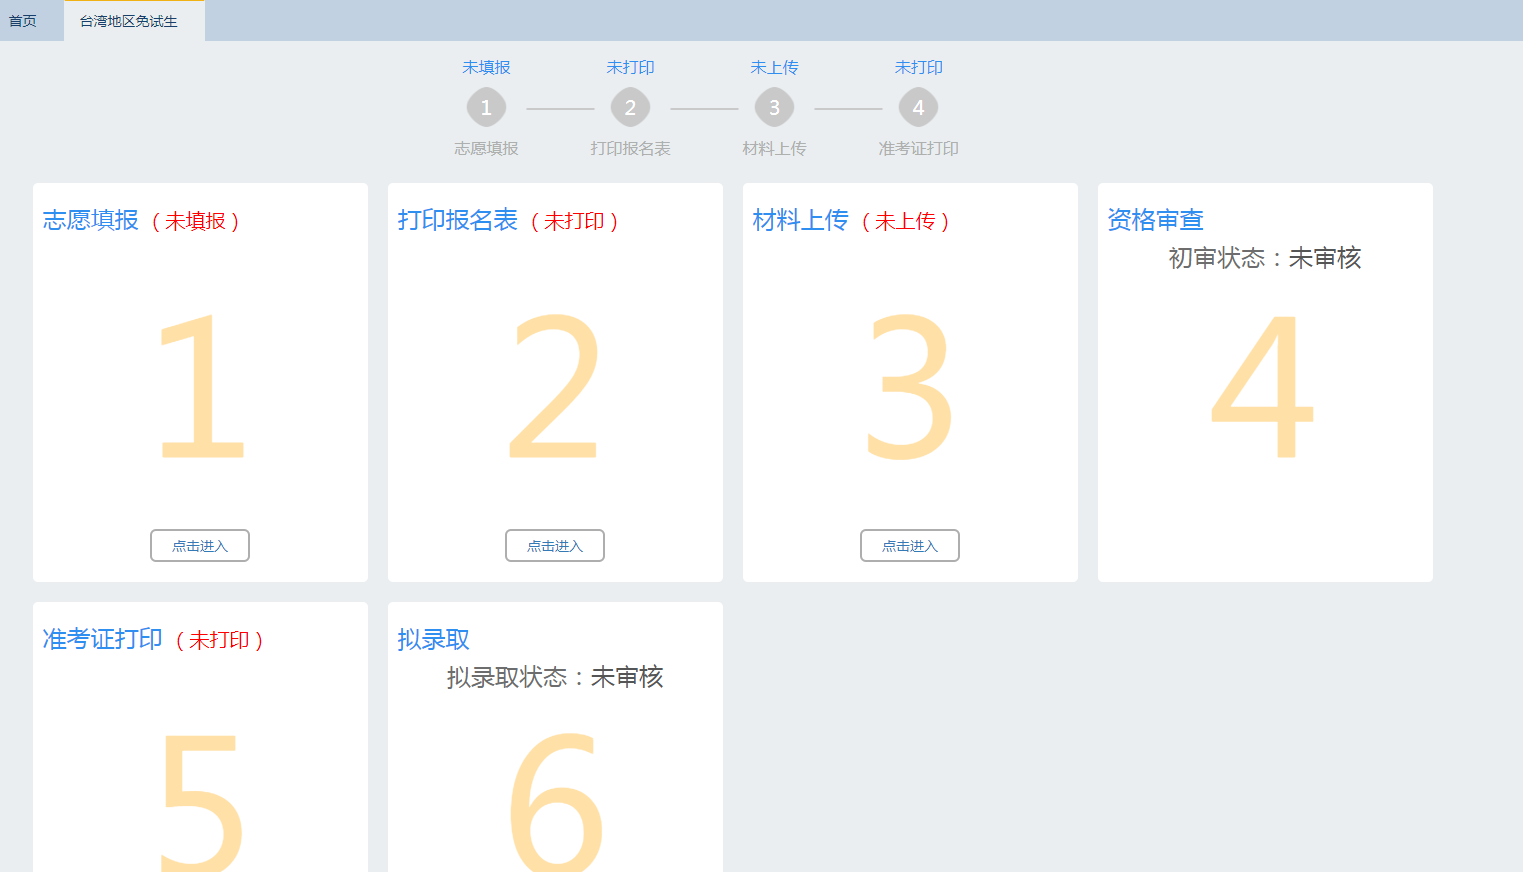 首页
台湾地区免试生
未填报
未打印
未上传
未打印
1
2
3
4
志愿填报
打印报名表
材料上传
准考证打印
志愿填报（未填报）
1
点击进入
打印报名表（未打印）
2
点击进入
材料上传（未上传）
3
点击进入
资格审查
初审状态：未审核
4
准考证打印（未打印）
5
拟录取
拟录取状态：未审核
6